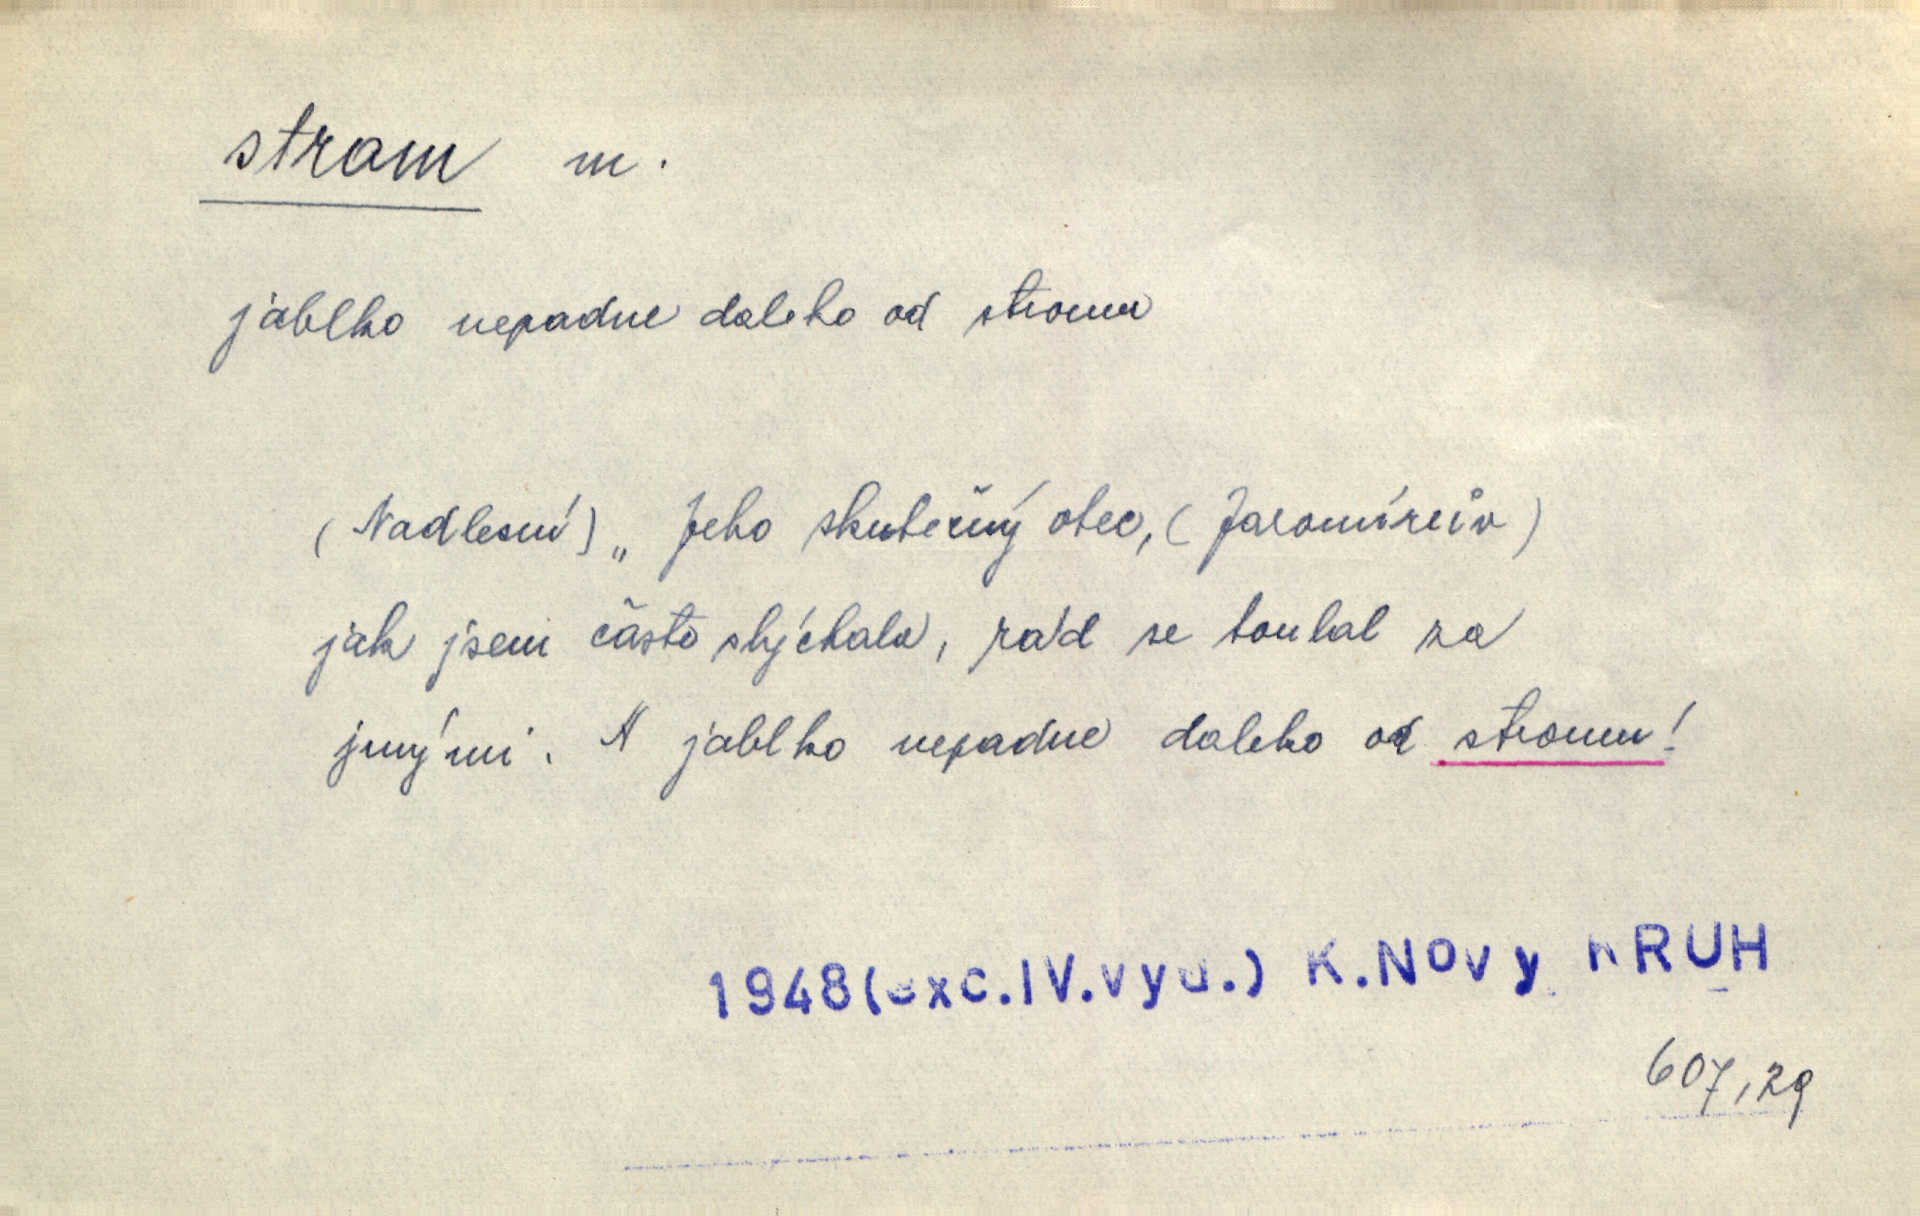 strom m.
jablko nepadne daleko od stromu
(Nadlesní) „Jeho skutečný otec, (Jaromírův)
jak jsem často slýchala, rád se toulal za
jinými. A jablko nepadne daleko od stromu!
1948(exc.IV.vyd.) K.Nový KRUH
607,29